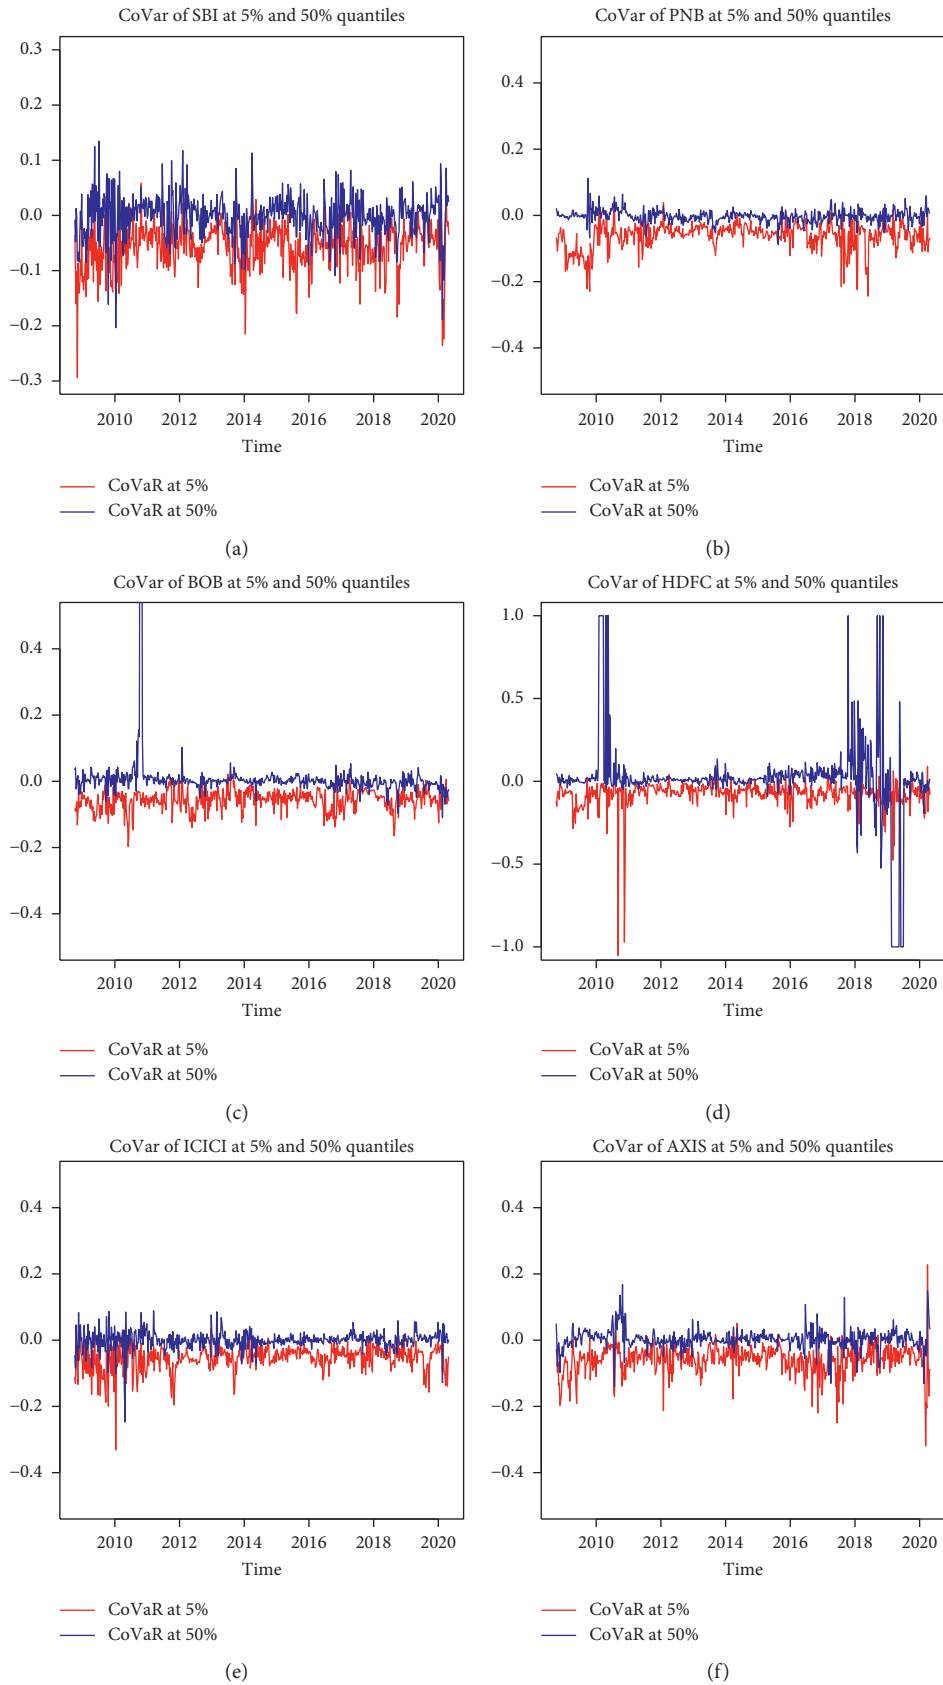 CoVar of SBI at 5% and 50% quantiles
0.3
0.2
0.1
0.0
−0.1
−0.2
−0.3
2010 2012 2014 2016 2018 2020
Time
CoVaR at 5%
CoVaR at 50%
(a)
CoVar of PNB at 5% and 50% quantiles
0.4
0.2
0.0
−0.2
−0.4
2010 2012 2014 2016 2018 2020
Time
CoVaR at 5%
CoVaR at 50%
(b)
CoVar of BOB at 5% and 50% quantiles
0.4
0.2
0.0
−0.2
−0.4
2010 2012 2014 2016 2018 2020
Time
CoVaR at 5%
CoVaR at 50%
(c)
CoVar of HDFC at 5% and 50% quantiles
1.0
0.5
0.0
−0.5
−1.0
2010 2012 2014 2016 2018 2020
Time
CoVaR at 5%
CoVaR at 50%
(d)
CoVar of ICICI at 5% and 50% quantiles
0.4
0.2
0.0
−0.2
−0.4
2010 2012 2014 2016 2018 2020
Time
CoVaR at 5%
CoVaR at 50%
(e)
CoVar of AXIS at 5% and 50% quantiles
0.4
0.2
0.0
−0.2
−0.4
2010 2012 2014 2016 2018 2020
Time
CoVaR at 5%
CoVaR at 50%
(f)